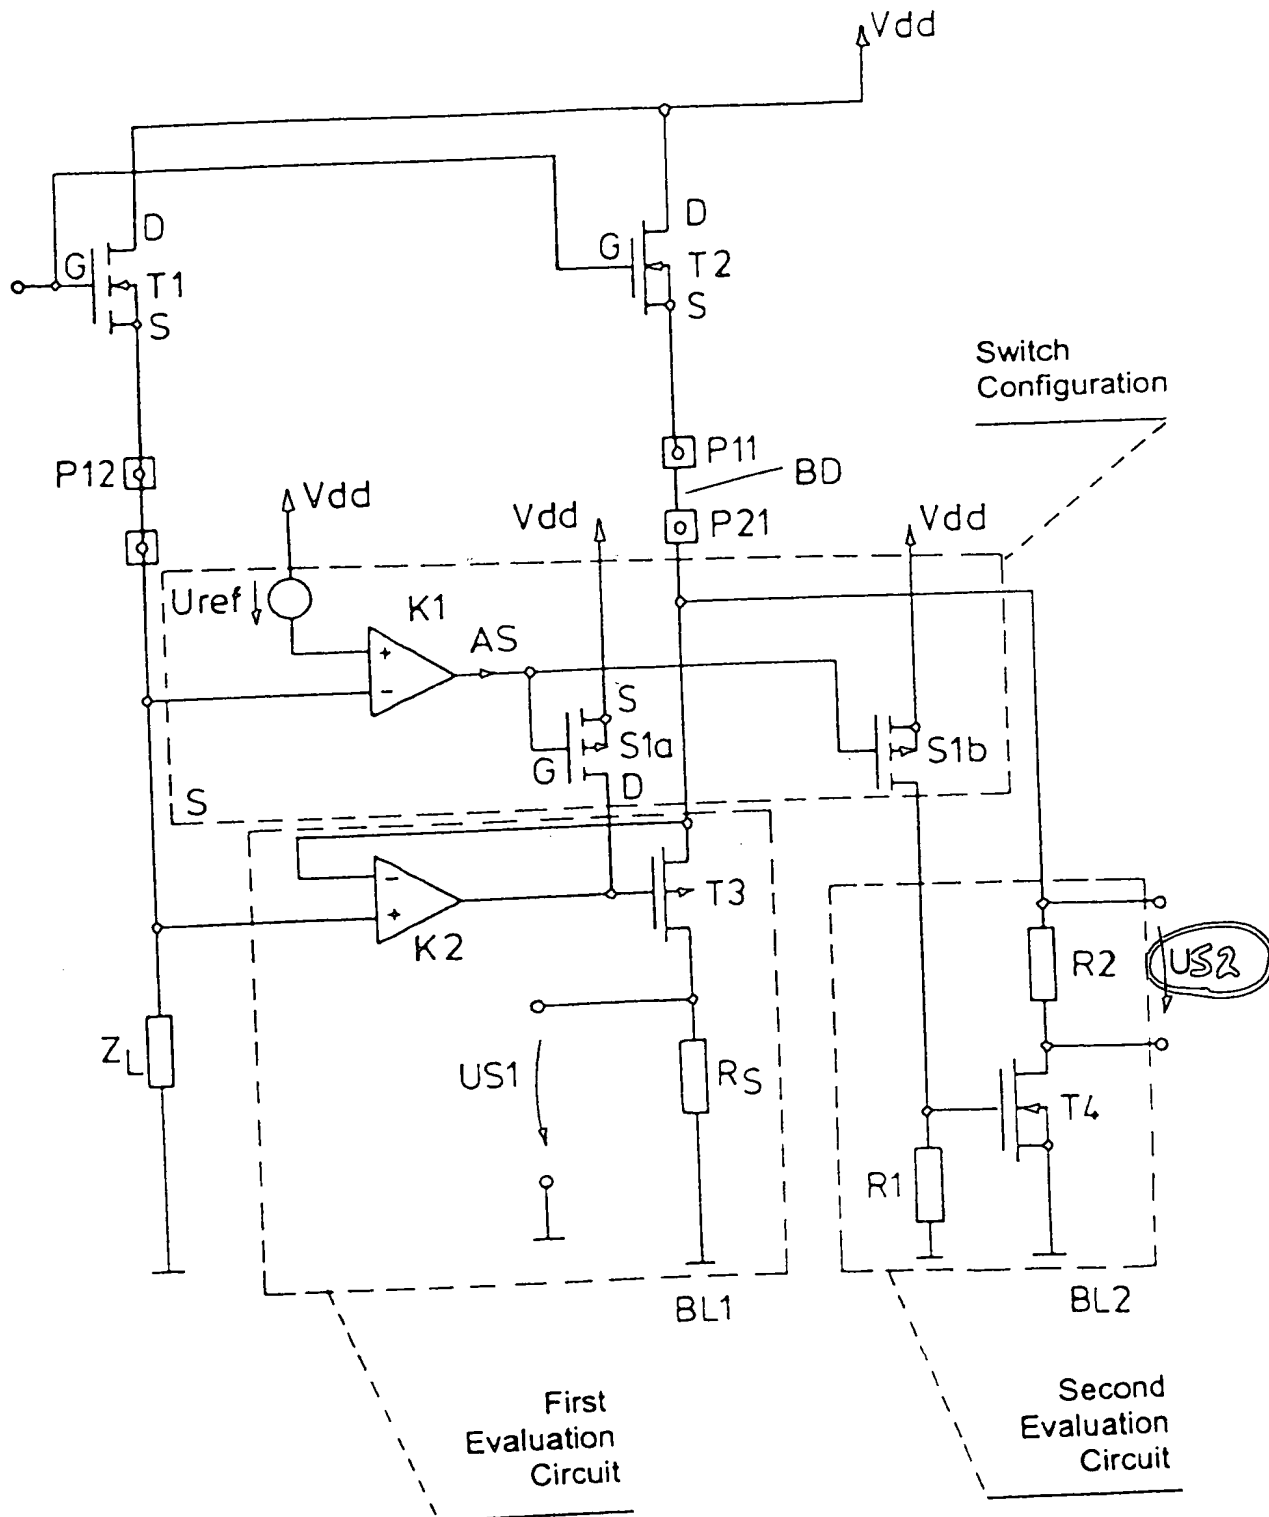 Vdd
D
D
G
G
T1
T2
S
S
Switch
Configuration
P12
P11
BD
Vdd
Vdd
P21
Vdd
Uref
K1
+
-
AS
S
S1a
S1b
G
D
S
-
+
K2
T3
R2
US2
ZL
US1
RS
T4
R1
BL1
BL2
First
Evaluation
Circuit
Second
Evaluation
Circuit